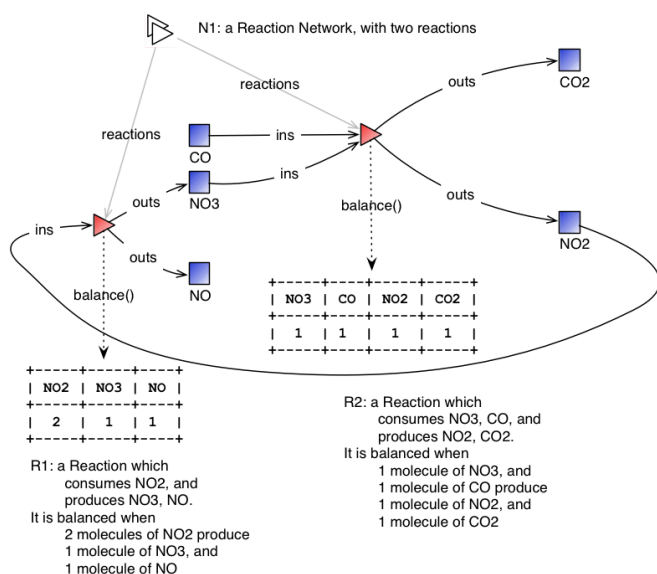 N1: a Reaction Network, with two reactions
outs
CO2
reactions
reactions
CO
ins
ins
outs
NO3
balance()
outs
NO2
ins
outs
NO
balance()
+-----+----+-----+-----+
| NO3 | CO | NO2 | CO2 |
+-----+----+-----+-----+
| 1 | 1 | 1 | 1 |
+-----+----+-----+-----+
+-----+-----+----+
| NO2 | NO3 | NO |
+-----+-----+----+
| 2 | 1 | 1 |
+-----+-----+----+
R1: a Reaction which
consumes NO2, and
produces NO3, NO.
It is balanced when
2 molecules of NO2 produce
1 molecule of NO3, and
1 molecule of NO
R2: a Reaction which
consumes NO3, CO, and
produces NO2, CO2.
It is balanced when
1 molecule of NO3, and
1 molecule of CO produce
1 molecule of NO2, and
1 molecule of CO2